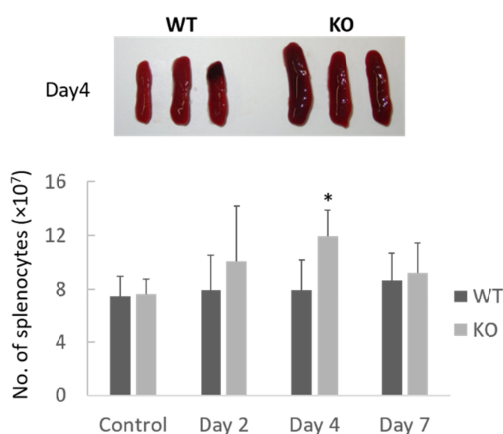 WT KO
Day4
No. of splenocytes (×10⁷)
16
12
8
4
0
*
WT
KO
Control Day 2 Day 4 Day 7